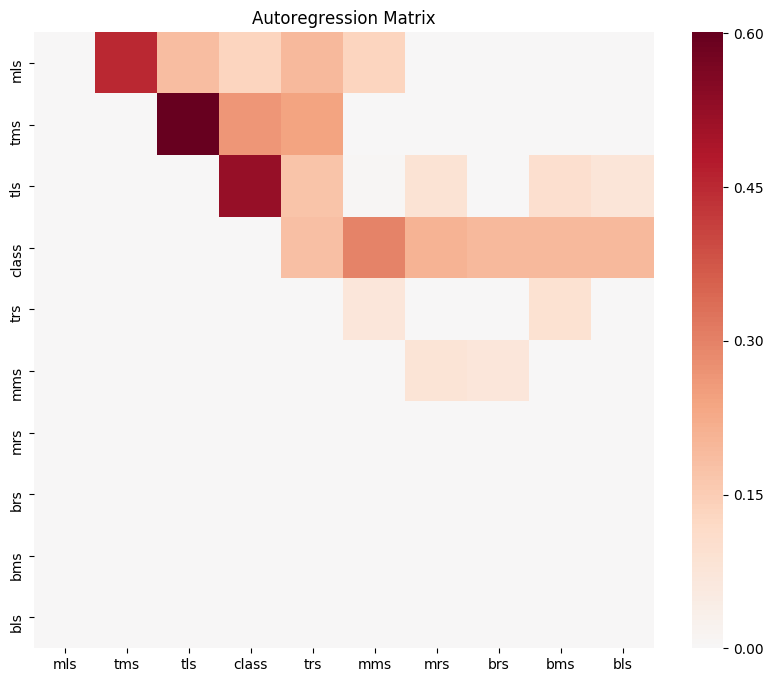 Autoregression Matrix
mls
tms
tls
class
trs
mms
mrs
brs
bms
bls
mls tms tls class trs mms mrs brs bms bls
0.60
0.45
0.30
0.15
0.00